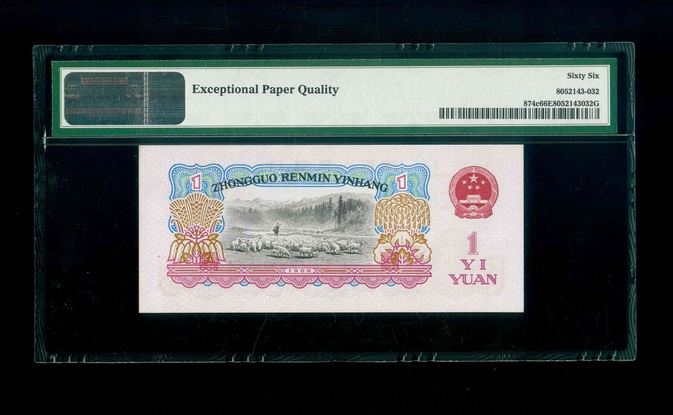 Sixty Six
Exceptional Paper Quality
8052143-032
874c66E8052143032G
1 ZHONGGUO RENMIN YINHANG 1
1
YI
YUAN
1960